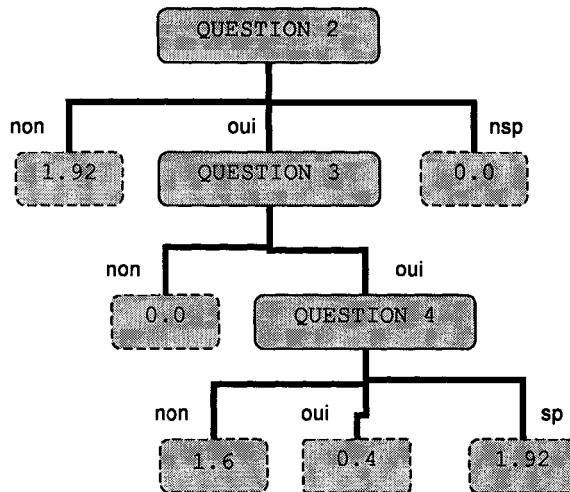 QUESTION 2
non
oui
nsp
1.92
QUESTION 3
0.0
non
oui
0.0
QUESTION 4
non
oui
sp
1.6
0.4
1.92